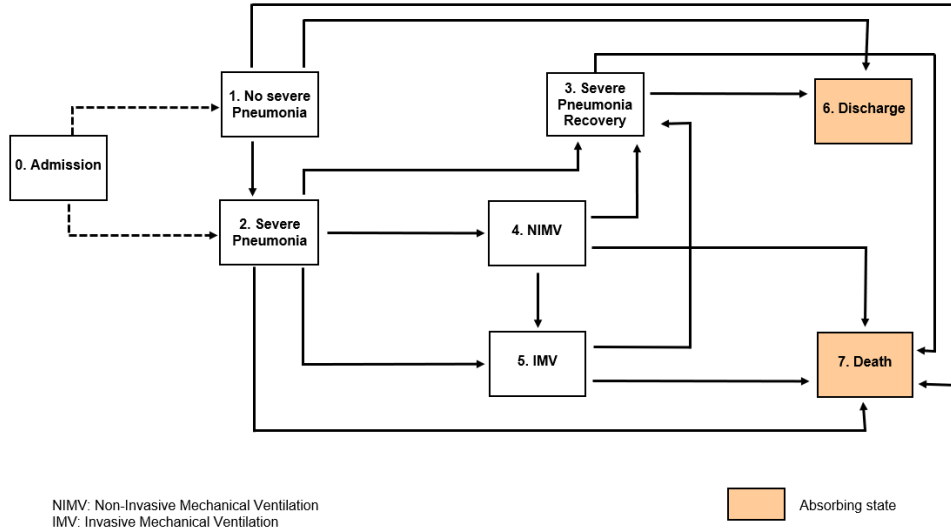 1. No severe
Pneumonia
3. Severe
Pneumonia
Recovery
6. Discharge
0. Admission
2. Severe
Pneumonia
4. NIMV
5. IMV
7. Death
NIMV: Non-Invasive Mechanical Ventilation
IMV: Invasive Mechanical Ventilation
Absorbing state